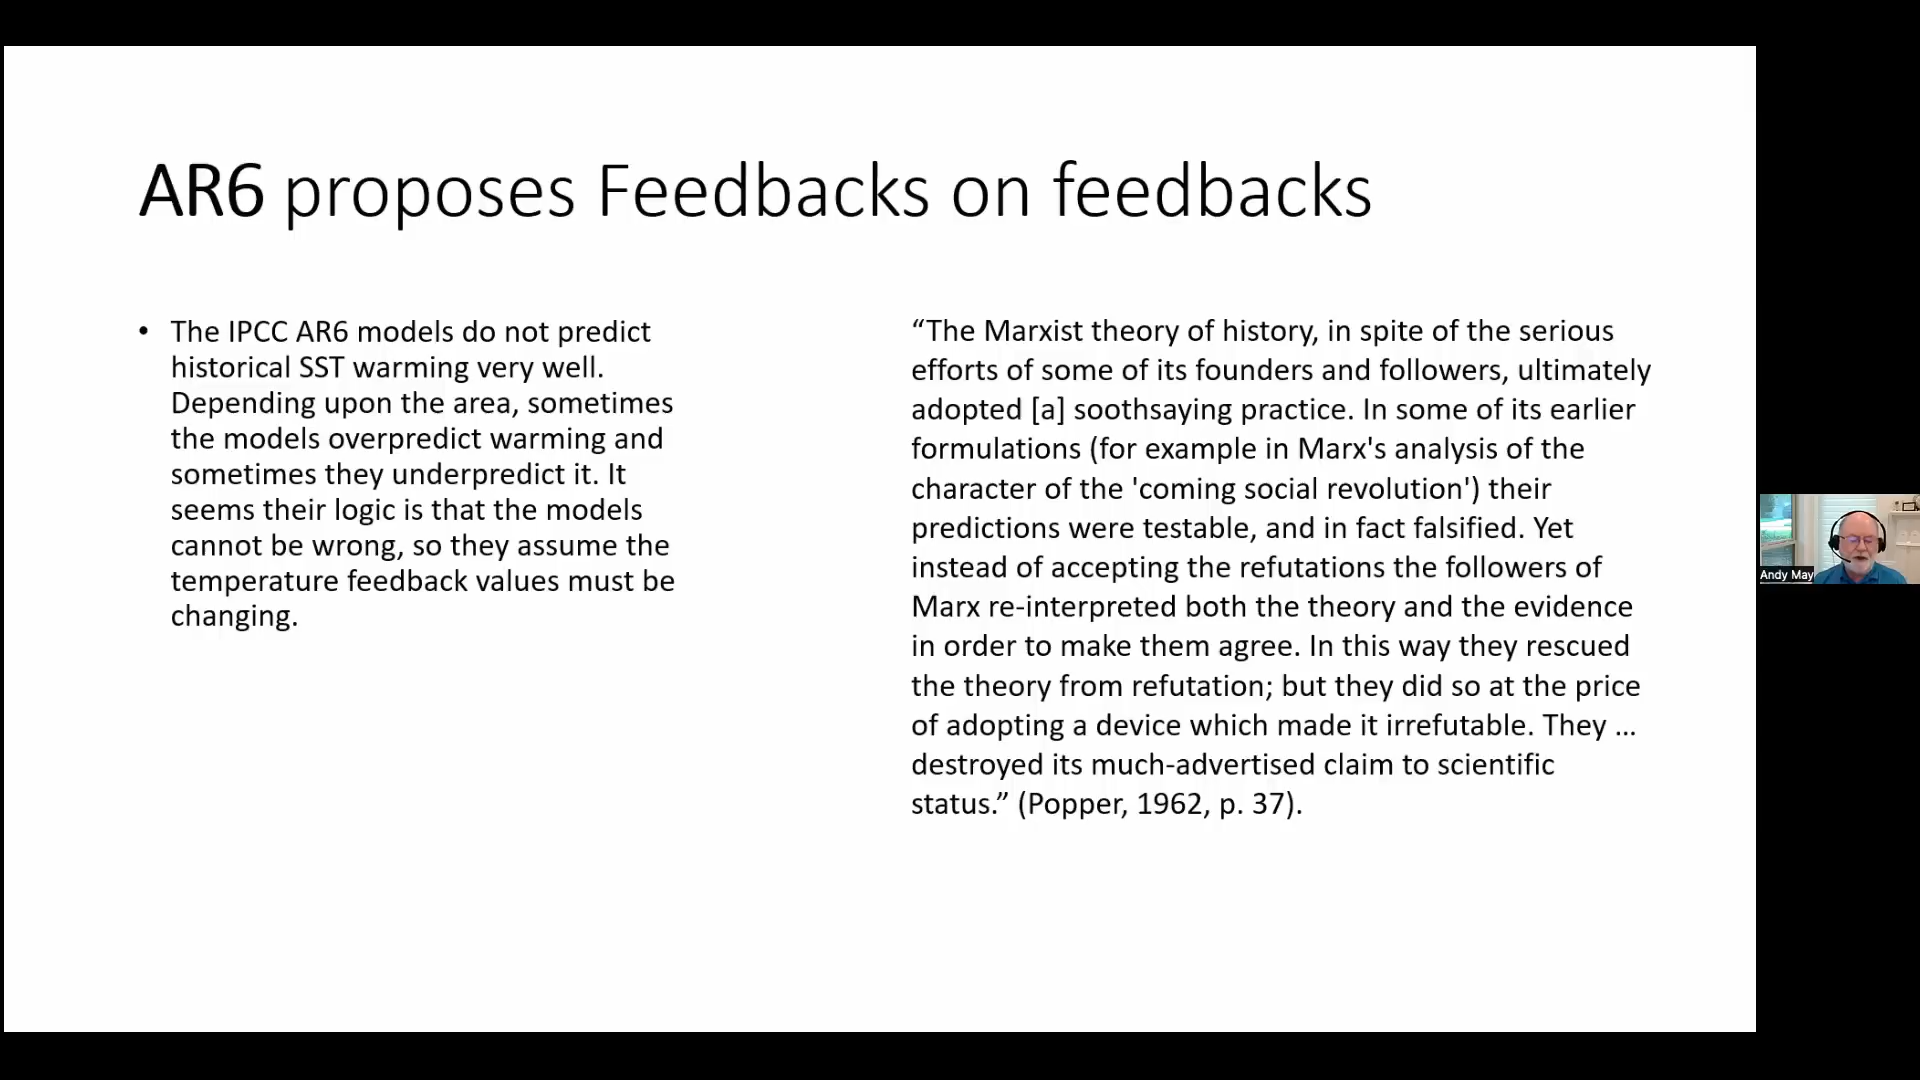 AR6 proposes Feedbacks on feedbacks
• The IPCC AR6 models do not predict
historical SST warming very well.
Depending upon the area, sometimes
the models overpredict warming and
sometimes they underpredict it. It
seems their logic is that the models
cannot be wrong, so they assume the
temperature feedback values must be
changing.
“The Marxist theory of history, in spite of the serious
efforts of some of its founders and followers, ultimately
adopted [a] soothsaying practice. In some of its earlier
formulations (for example in Marx's analysis of the
character of the 'coming social revolution') their
predictions were testable, and in fact falsified. Yet
instead of accepting the refutations the followers of
Marx re-interpreted both the theory and the evidence
in order to make them agree. In this way they rescued
the theory from refutation; but they did so at the price
of adopting a device which made it irrefutable. They …
destroyed its much-advertised claim to scientific
status.” (Popper, 1962, p. 37).
Andy May